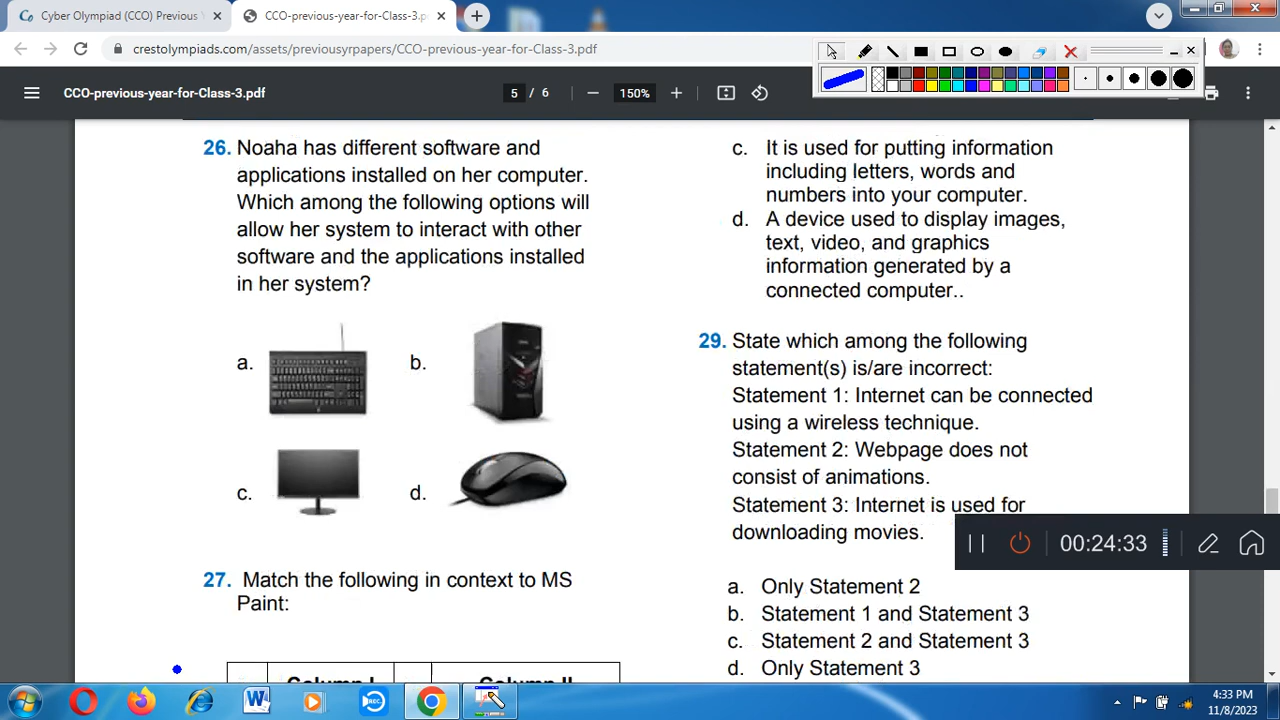 Cyber Olympiad (CCO) Previous Y
CCO-previous-year-for-Class-3.p
crestolympiads.com/assets/previousyrpapers/CCO-previous-year-for-Class-3.pdf
CCO-previous-year-for-Class-3.pdf
5 / 6
150%
26. Noaha has different software and
applications installed on her computer.
Which among the following options will
allow her system to interact with other
software and the applications installed
in her system?
a.
b.
c.
d.
27. Match the following in context to MS
Paint:
Column I
Column II
c. It is used for putting information
including letters, words and
numbers into your computer.
d. A device used to display images,
text, video, and graphics
information generated by a
connected computer..
29. State which among the following
statement(s) is/are incorrect:
Statement 1: Internet can be connected
using a wireless technique.
Statement 2: Webpage does not
consist of animations.
Statement 3: Internet is used for
downloading movies.
a. Only Statement 2
b. Statement 1 and Statement 3
c. Statement 2 and Statement 3
d. Only Statement 3
00:24:33
REC
4:33 PM
11/8/2023